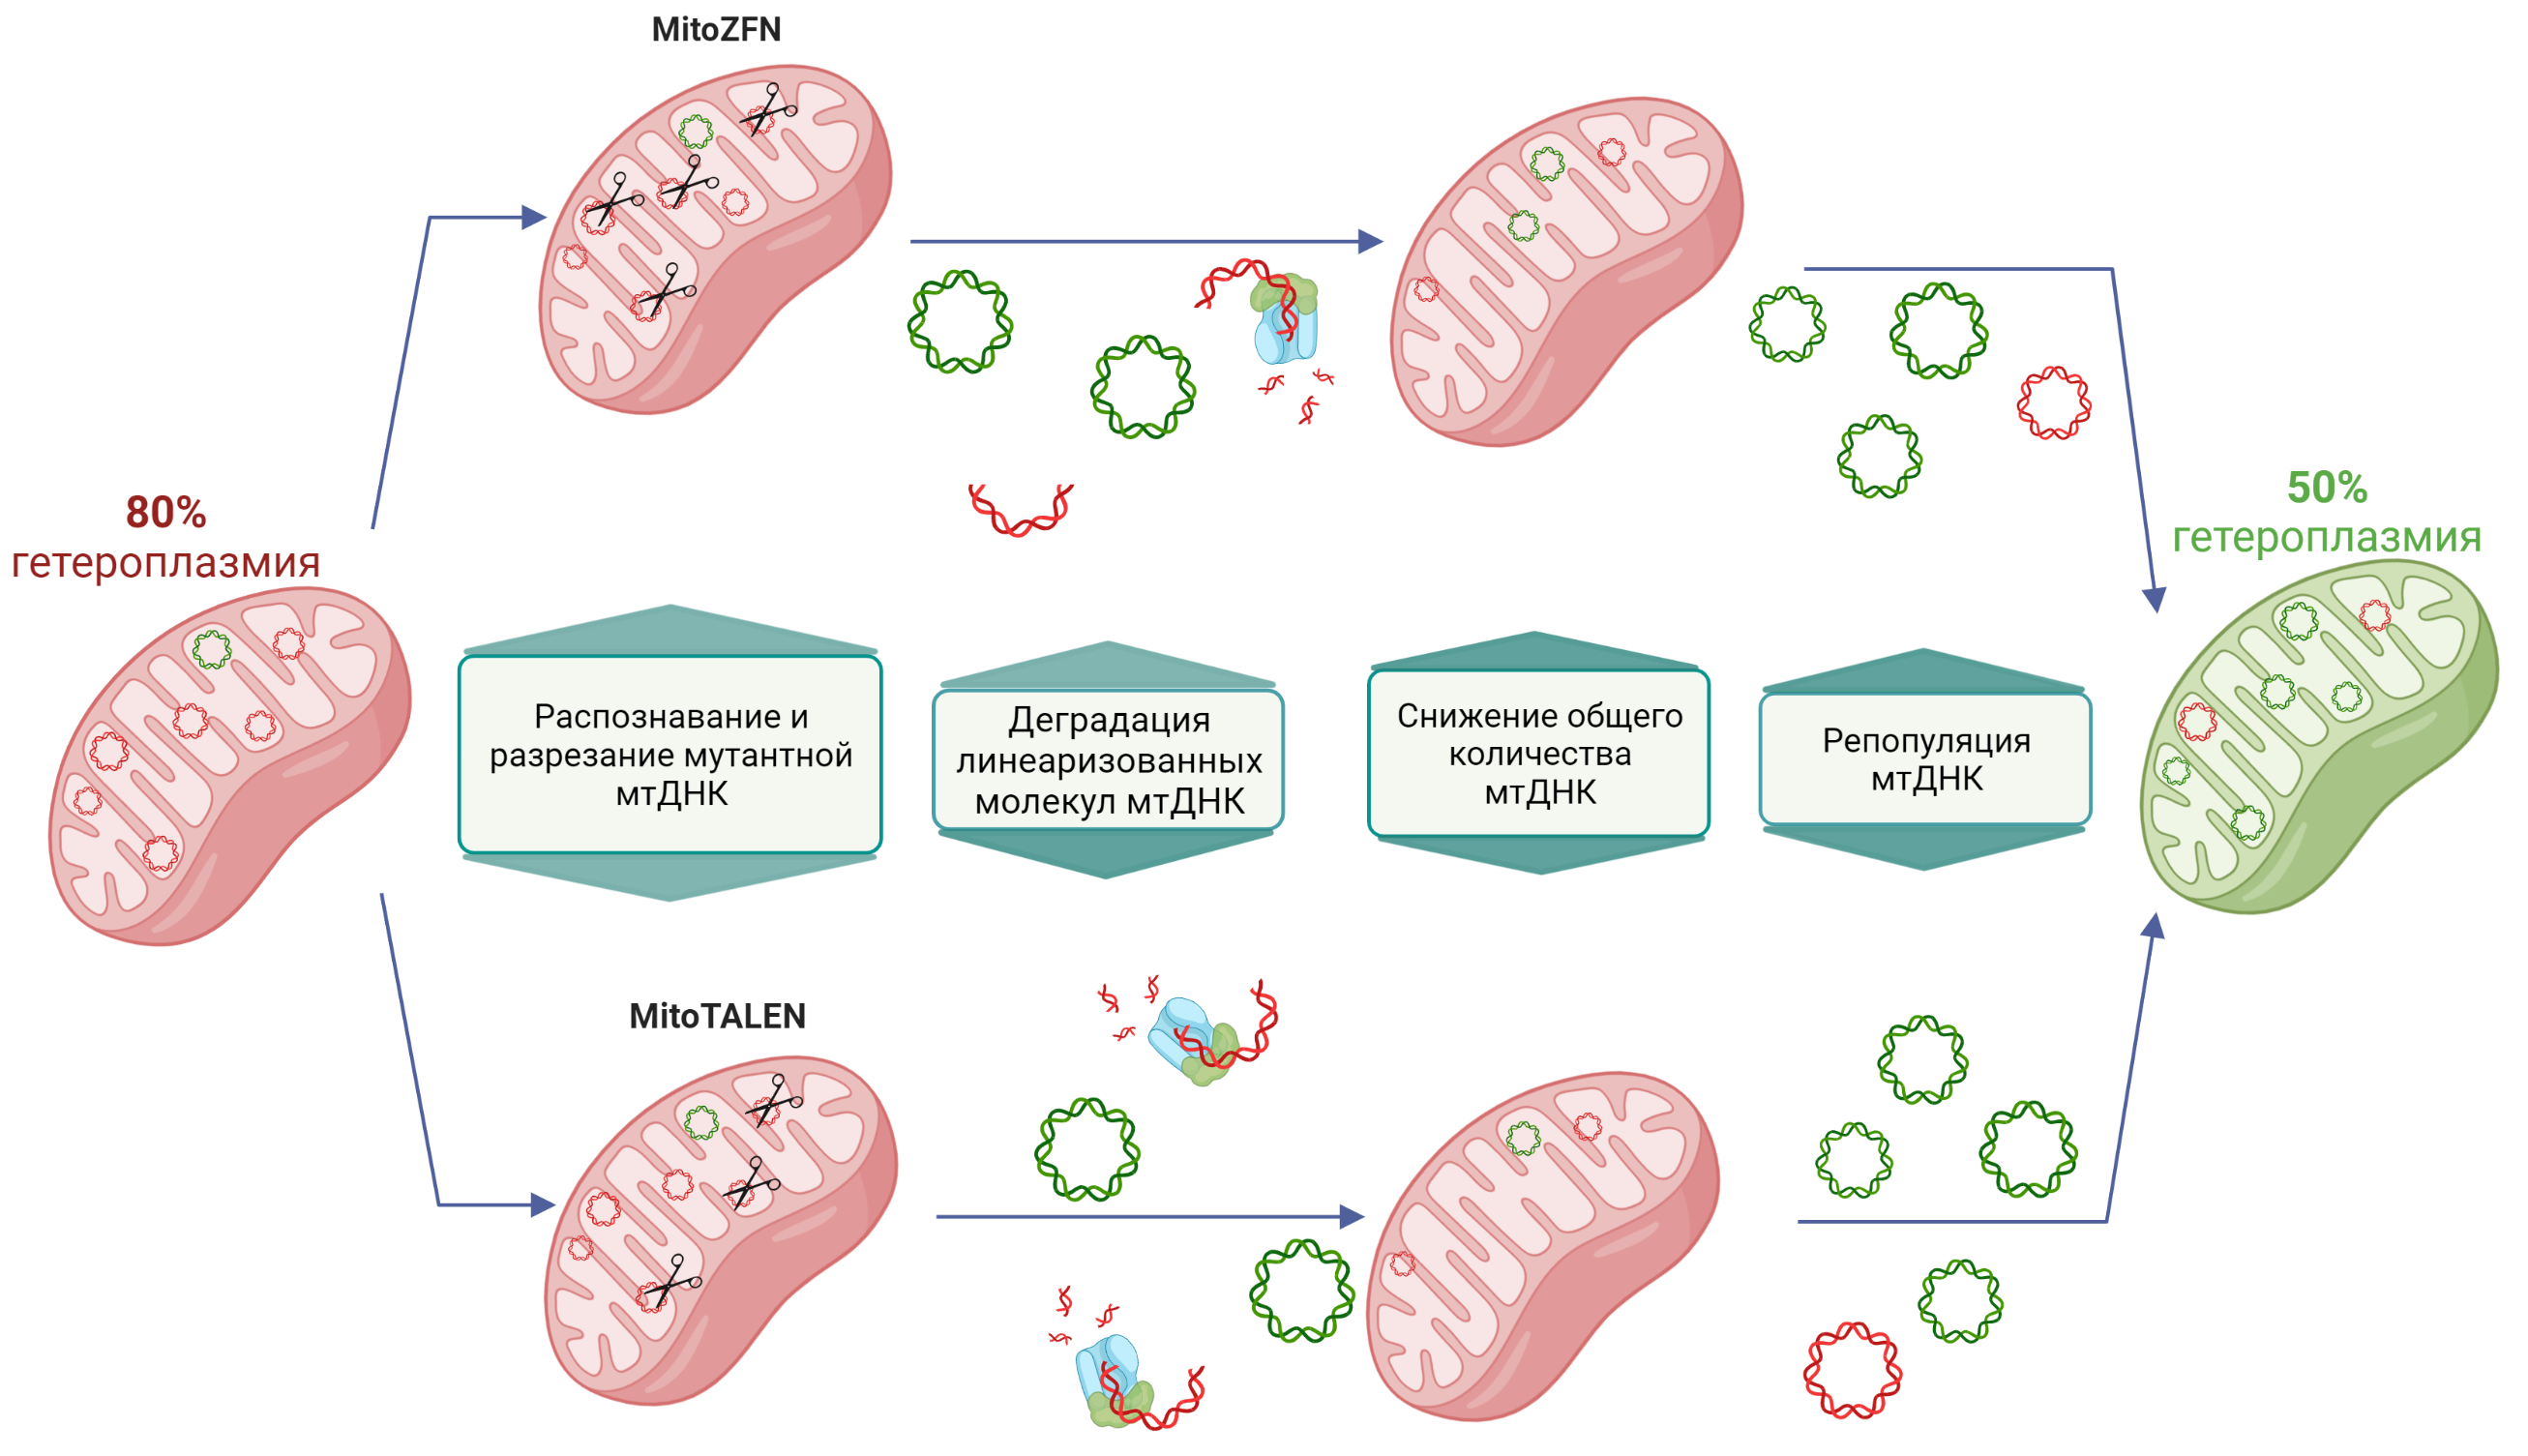 MitoZFN
80%
гетероплазмия
50%
гетероплазмия
Распознавание и
разрезание мутантной
мтДНК
Деградация
линеаризованных
молекул мтДНК
Снижение общего
количества
мтДНК
Репопуляция
мтДНК
MitoTALEN